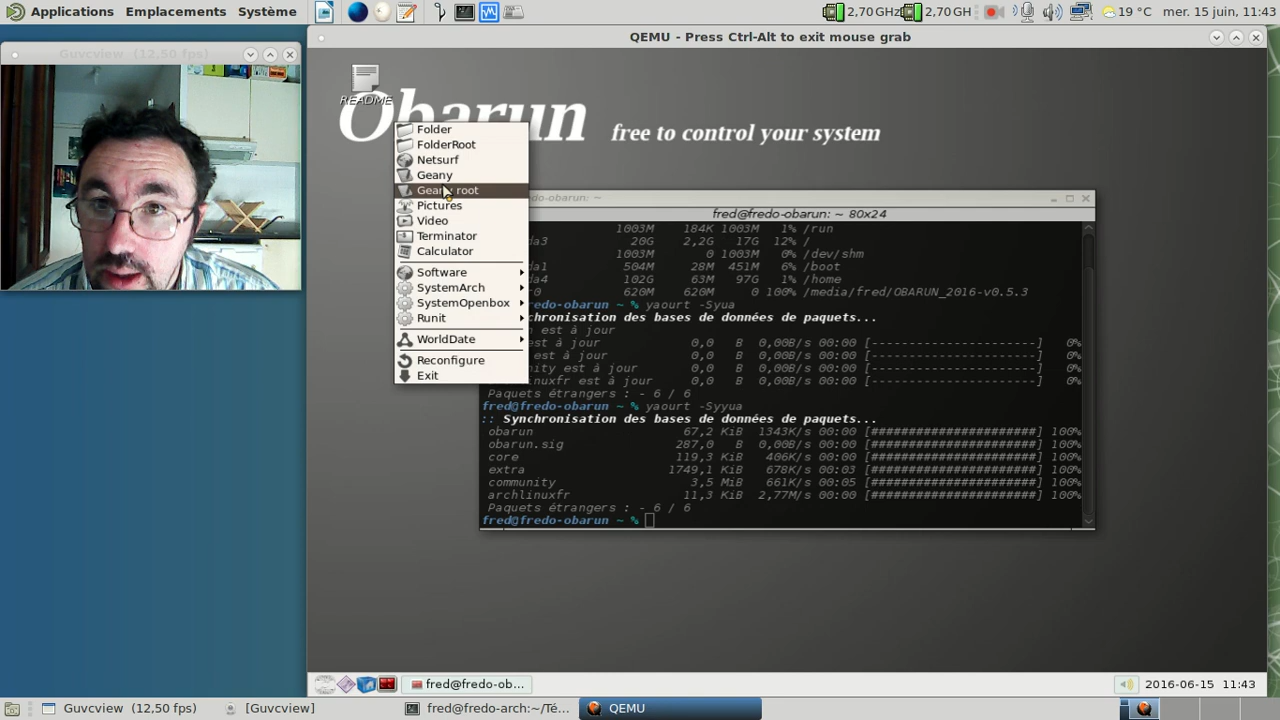 Applications Emplacements Système
2,70 GHz 2,70 GH 19 °C mer. 15 juin, 11:43
Guvcview (12,50 fps)
QEMU - Press Ctrl-Alt to exit mouse grab
README
Obarun free to control your system
Folder
FolderRoot
Netsurf
Geany
root
Pictures
Video
Terminator
Calculator
Software
SystemArch
SystemOpenbox
Runit
WorldDate
Reconfigure
Exit
fred@fredo-obarun: ~ 80x24
1003M 184K 1003M 1% /run
20G 2,2G 17G 12% /
1003M 0 1003M 0% /dev/shm
504M 28M 451M 6% /boot
102G 63M 97G 1% /home
620M 620M 0 100% /media/fred/OBARUN_2016-v0.5.3
yaourt -Syua
Synchronisation des bases de données de paquets...
est à jour
est à jour 0,0 B 0,00B/s 00:00 [----------------------] 0%
est à jour 0,0 B 0,00B/s 00:00 [----------------------] 0%
est à jour 0,0 B 0,00B/s 00:00 [----------------------] 0%
est à jour 0,0 B 0,00B/s 00:00 [----------------------] 0%
Paquets étrangers : - 6 / 6
fred@fredo-obarun ~ % yaourt -Syyua
:: Synchronisation des bases de données de paquets...
obarun 67,2 KiB 1343K/s 00:00 [######################] 100%
obarun.sig 287,0 B 0,00B/s 00:00 [######################] 100%
core 119,3 KiB 406K/s 00:00 [######################] 100%
extra 1749,1 KiB 678K/s 00:03 [######################] 100%
community 3,5 MiB 661K/s 00:05 [######################] 100%
archlinuxfr 11,3 KiB 2,77M/s 00:00 [######################] 100%
Paquets étrangers : - 6 / 6
fred@fredo-obarun ~ %
fred@fredo-ob... 2016-06-15 11:43
Guvcview (12,50 fps) [Guvcview] fred@fredo-arch:~/Té... QEMU